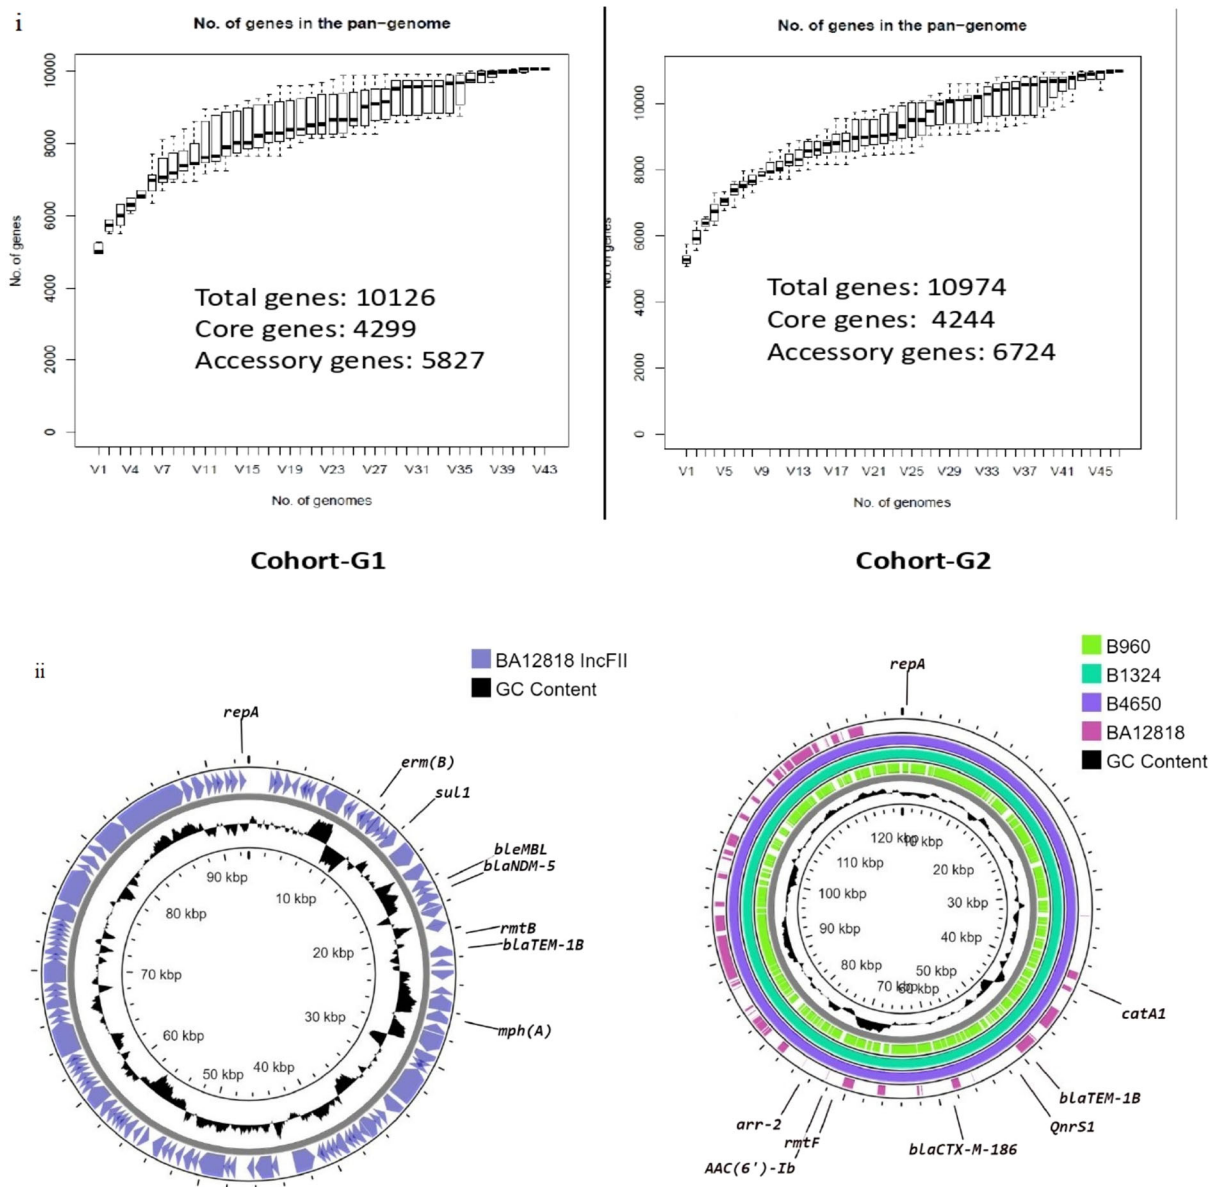 i
No. of genes in the pan-genome
No. of genes
0
2000
4000
6000
8000
10000
Total genes: 10126
Core genes: 4299
Accessory genes: 5827
V1 V4 V7 V11 V15 V19 V23 V27 V31 V35 V39 V43
No. of genomes
Cohort-G1
No. of genes in the pan-genome
No. of genes
0
2000
4000
6000
8000
10000
Total genes: 10974
Core genes: 4244
Accessory genes: 6724
V1 V5 V9 V13 V17 V21 V25 V29 V33 V37 V41 V45
No. of genomes
Cohort-G2
ii
BA12818 IncFII
GC Content
repA
erm(B)
sul1
bleMBL
blaNDM-5
rmtB
blaTEM-1B
mph(A)
10 kbp
20 kbp
30 kbp
40 kbp
50 kbp
60 kbp
70 kbp
80 kbp
90 kbp
B960
B1324
B4650
BA12818
GC Content
repA
catA1
blaTEM-1B
QnrS1
blaCTX-M-186
rmtF
AAC(6')-Ib
arr-2
10 kbp
20 kbp
30 kbp
40 kbp
50 kbp
60 kbp
70 kbp
80 kbp
90 kbp
100 kbp
110 kbp
120 kbp